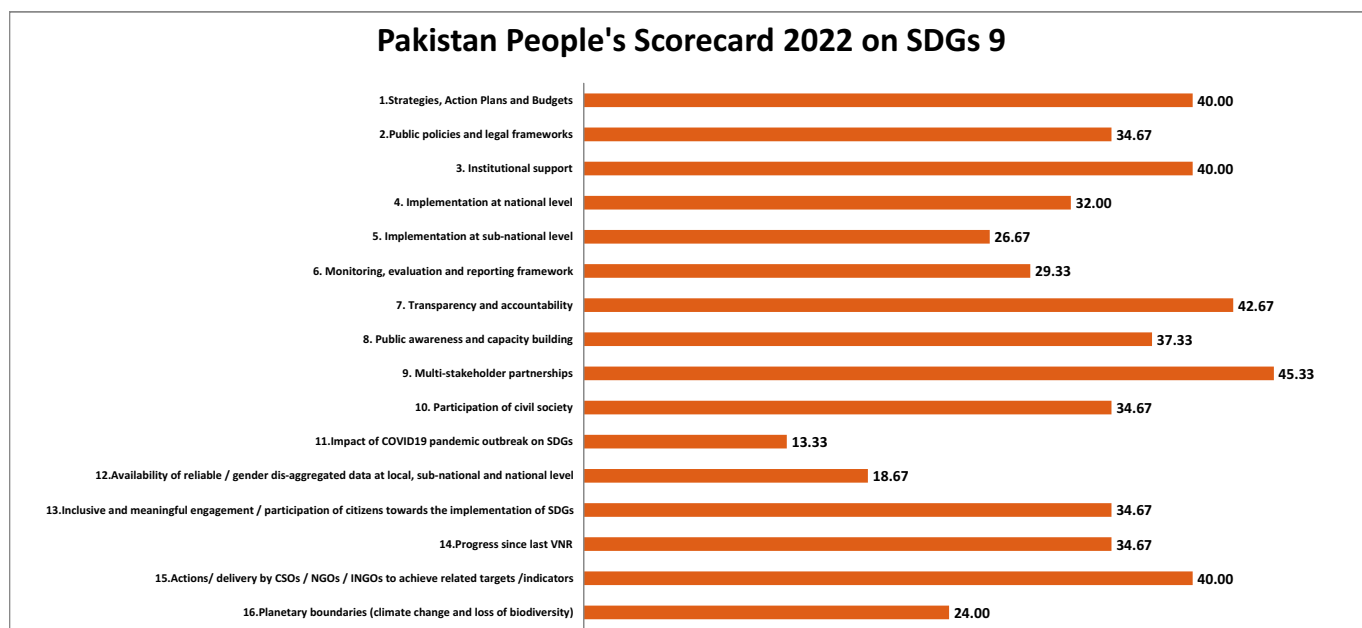 Pakistan People's Scorecard 2022 on SDGs 9
1.Strategies, Action Plans and Budgets 40.00
2.Public policies and legal frameworks 34.67
3. Institutional support 40.00
4. Implementation at national level 32.00
5. Implementation at sub-national level 26.67
6. Monitoring, evaluation and reporting framework 29.33
7. Transparency and accountability 42.67
8. Public awareness and capacity building 37.33
9. Multi-stakeholder partnerships 45.33
10. Participation of civil society 34.67
11.Impact of COVID19 pandemic outbreak on SDGs 13.33
12.Availability of reliable / gender dis-aggregated data at local, sub-national and national level 18.67
13.Inclusive and meaningful engagement / participation of citizens towards the implementation of SDGs 34.67
14.Progress since last VNR 34.67
15.Actions/ delivery by CSOs / NGOs / INGOs to achieve related targets /indicators 40.00
16.Planetary boundaries (climate change and loss of biodiversity) 24.00